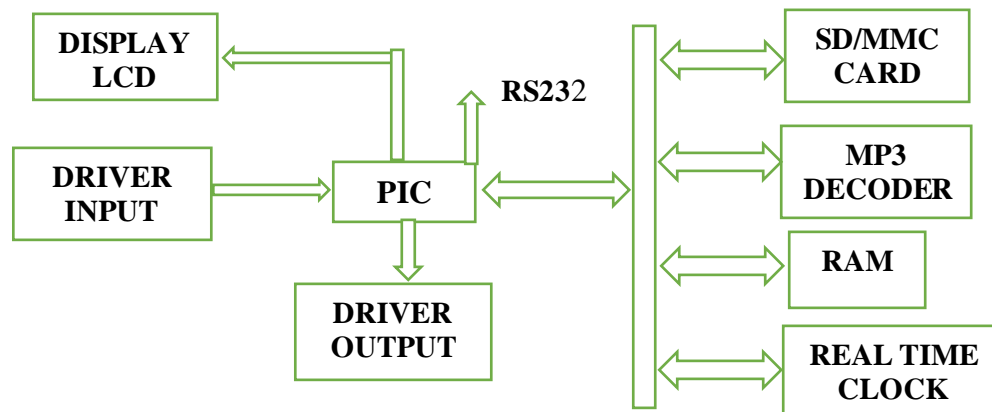 DISPLAY
LCD
SD/MMC
CARD
RS232
DRIVER
INPUT
PIC
MP3
DECODER
RAM
DRIVER
OUTPUT
REAL TIME
CLOCK